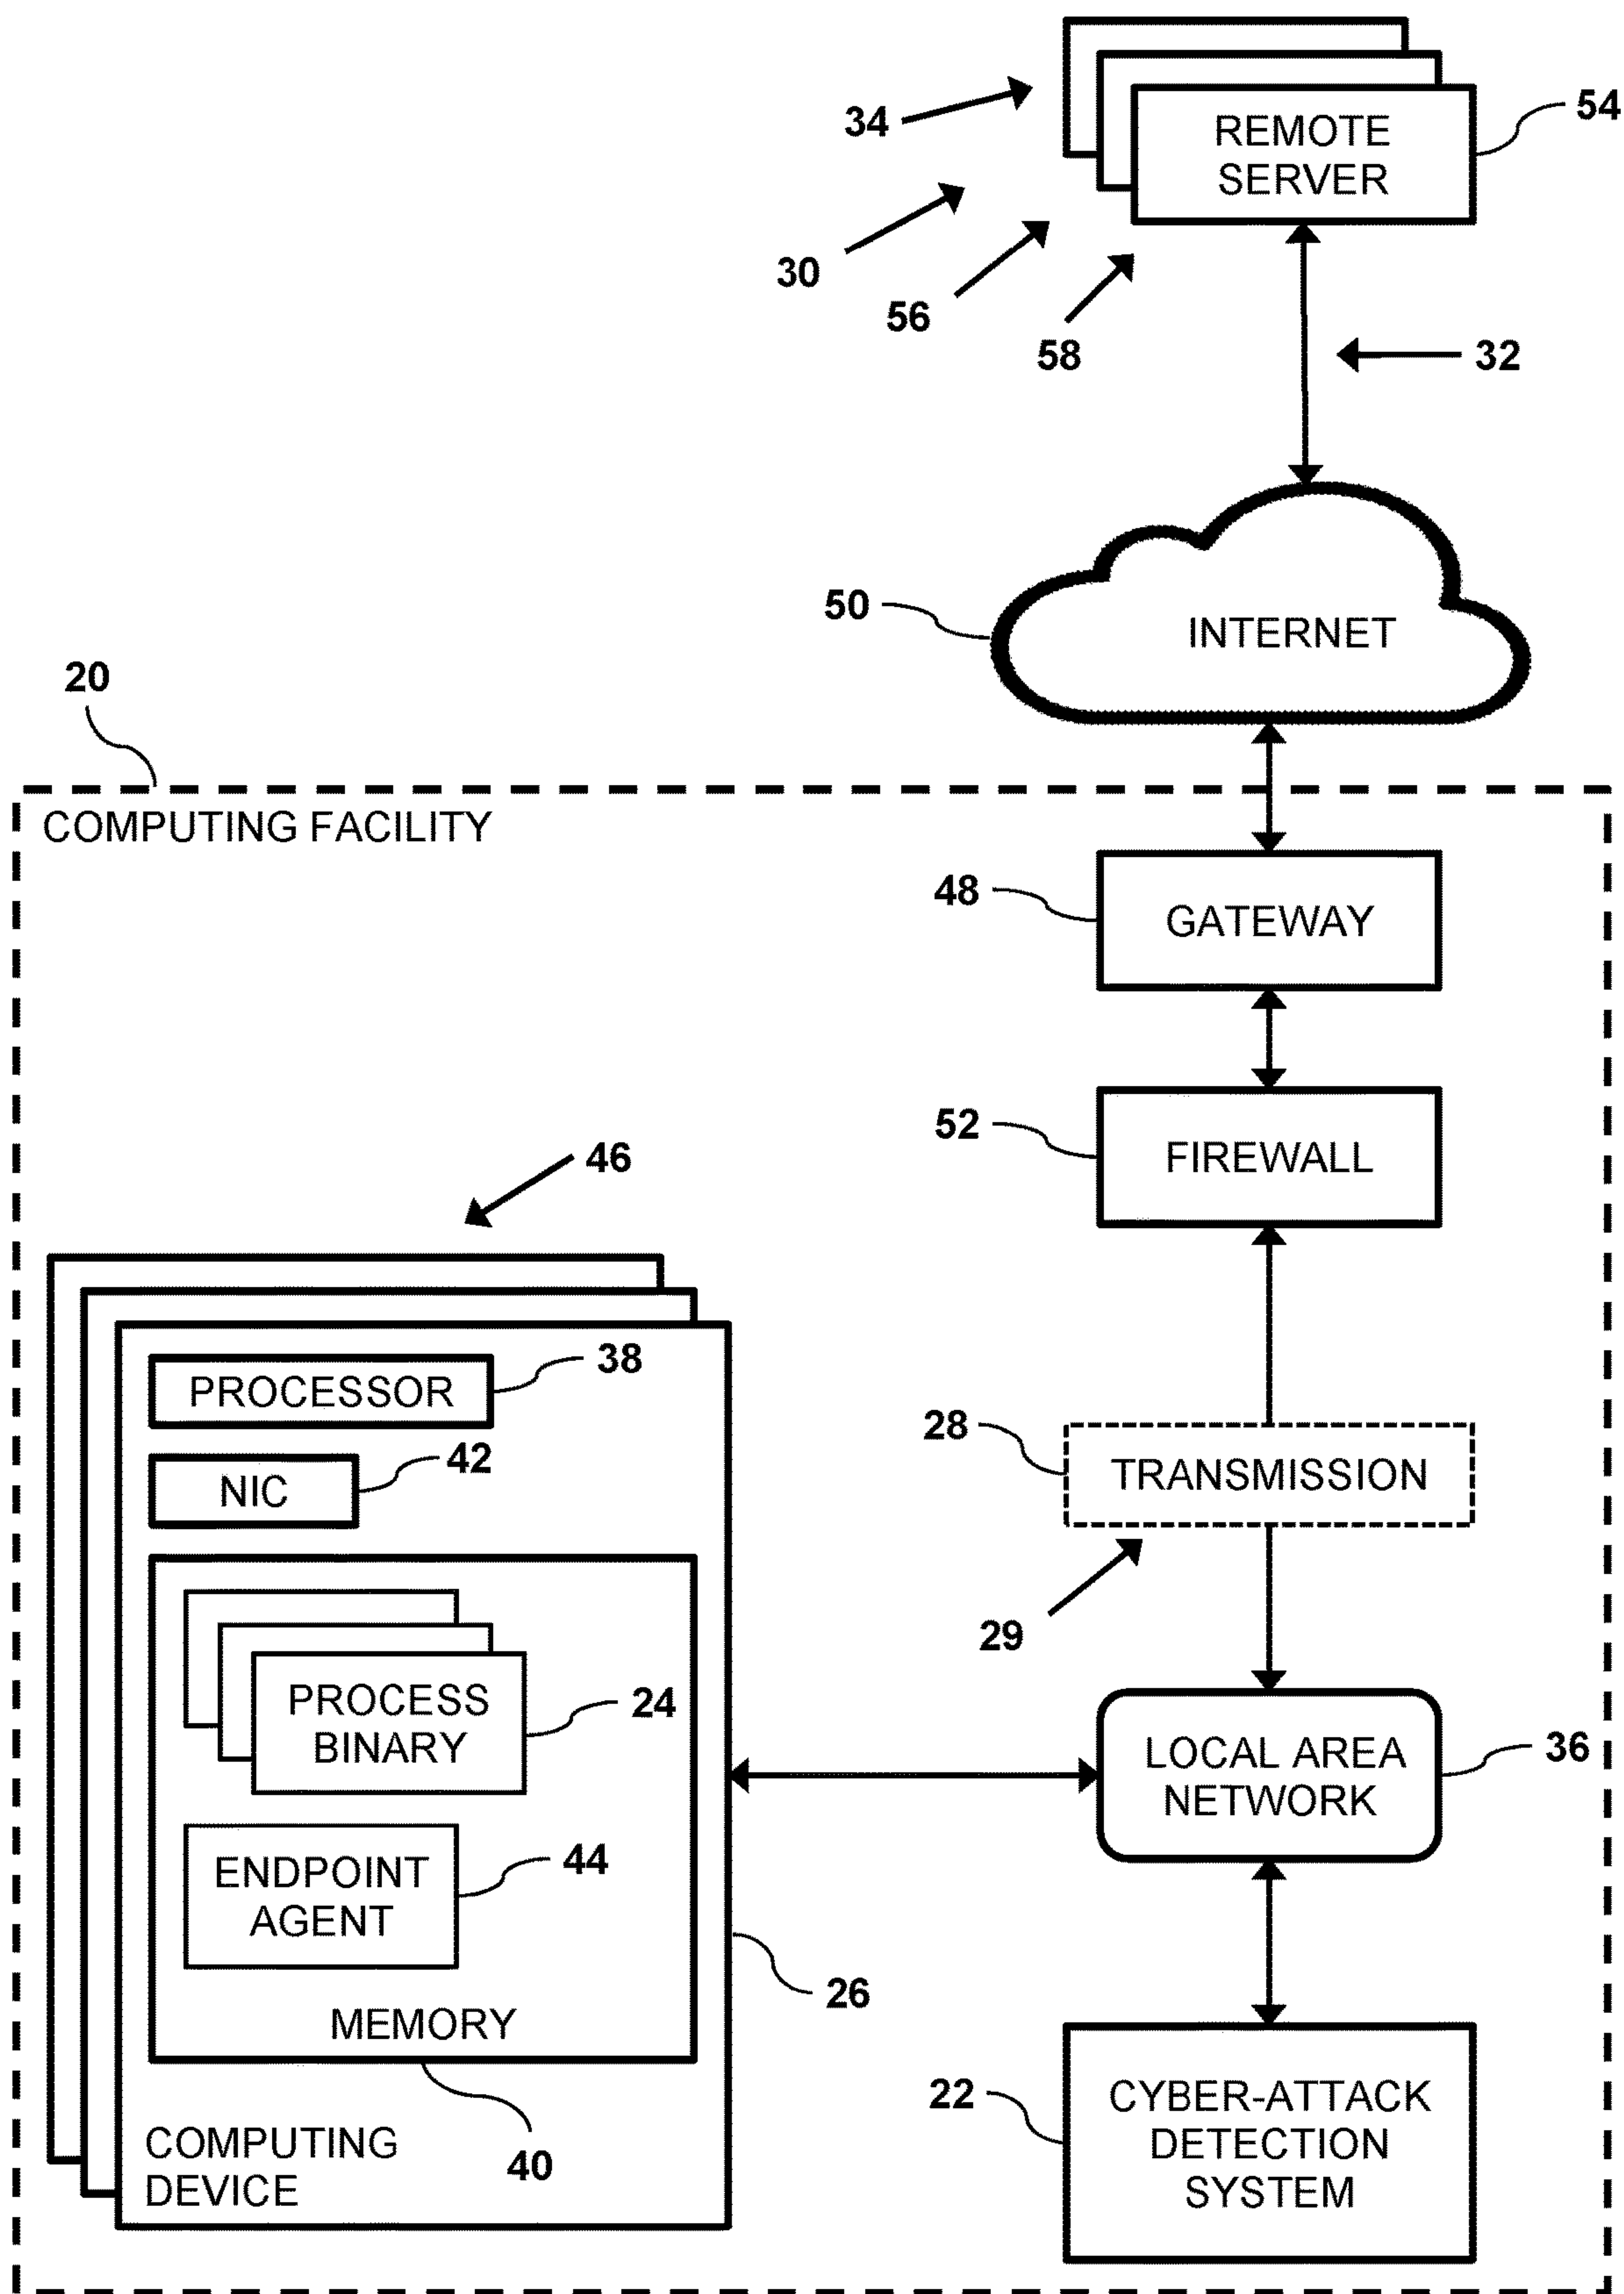 34
REMOTE
SERVER
54
30
56
58
32
50
INTERNET
20
COMPUTING FACILITY
48
GATEWAY
52
FIREWALL
46
PROCESSOR
38
NIC
42
28
TRANSMISSION
29
PROCESS
BINARY
24
LOCAL AREA
NETWORK
36
ENDPOINT
AGENT
44
26
MEMORY
40
COMPUTING
DEVICE
22
CYBER-ATTACK
DETECTION
SYSTEM